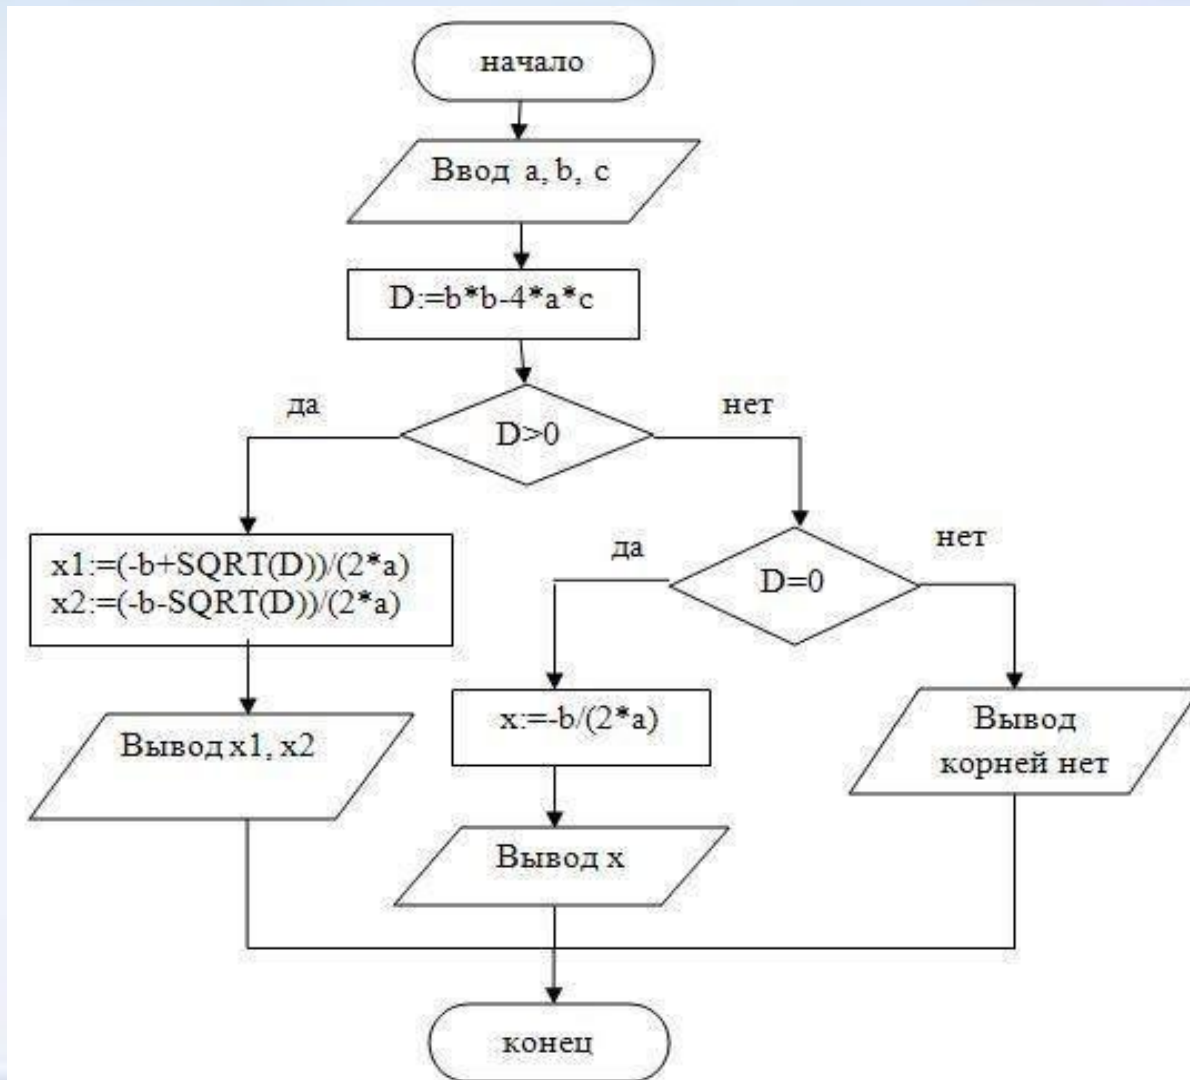 начало
Ввод a, b, c
D:=b*b-4*a*c
да
нет
D>0
x1:=(-b+SQRT(D))/(2*a)
x2:=(-b-SQRT(D))/(2*a)
Вывод x1, x2
да
нет
D=0
x:=-b/(2*a)
Вывод x
Вывод
корней нет
конец